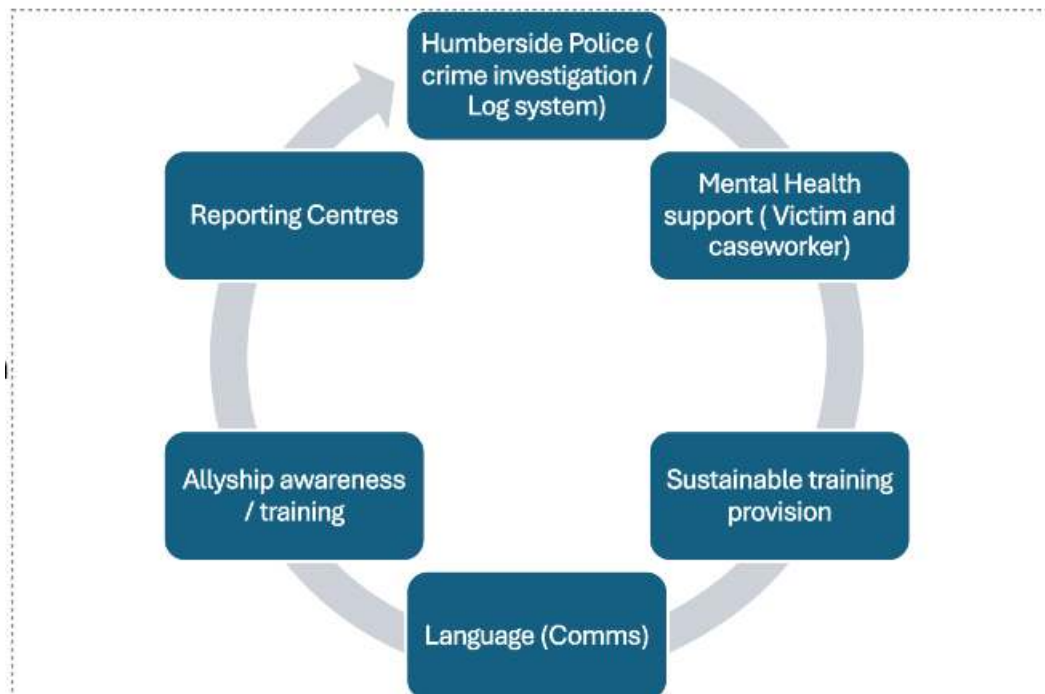 Humberside Police (
crime investigation /
Log system)
Mental Health
support ( Victim and
caseworker)
Sustainable training
provision
Language (Comms)
Allyship awareness
/ training
Reporting Centres